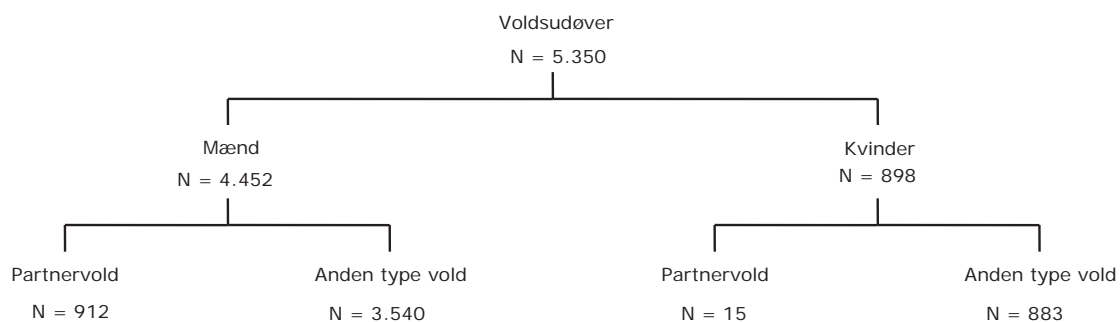 Voldsudøver
N = 5.350
Mænd
N = 4.452
Kvinder
N = 898
Partnervold
N = 912
Anden type vold
N = 3.540
Partnervold
N = 15
Anden type vold
N = 883